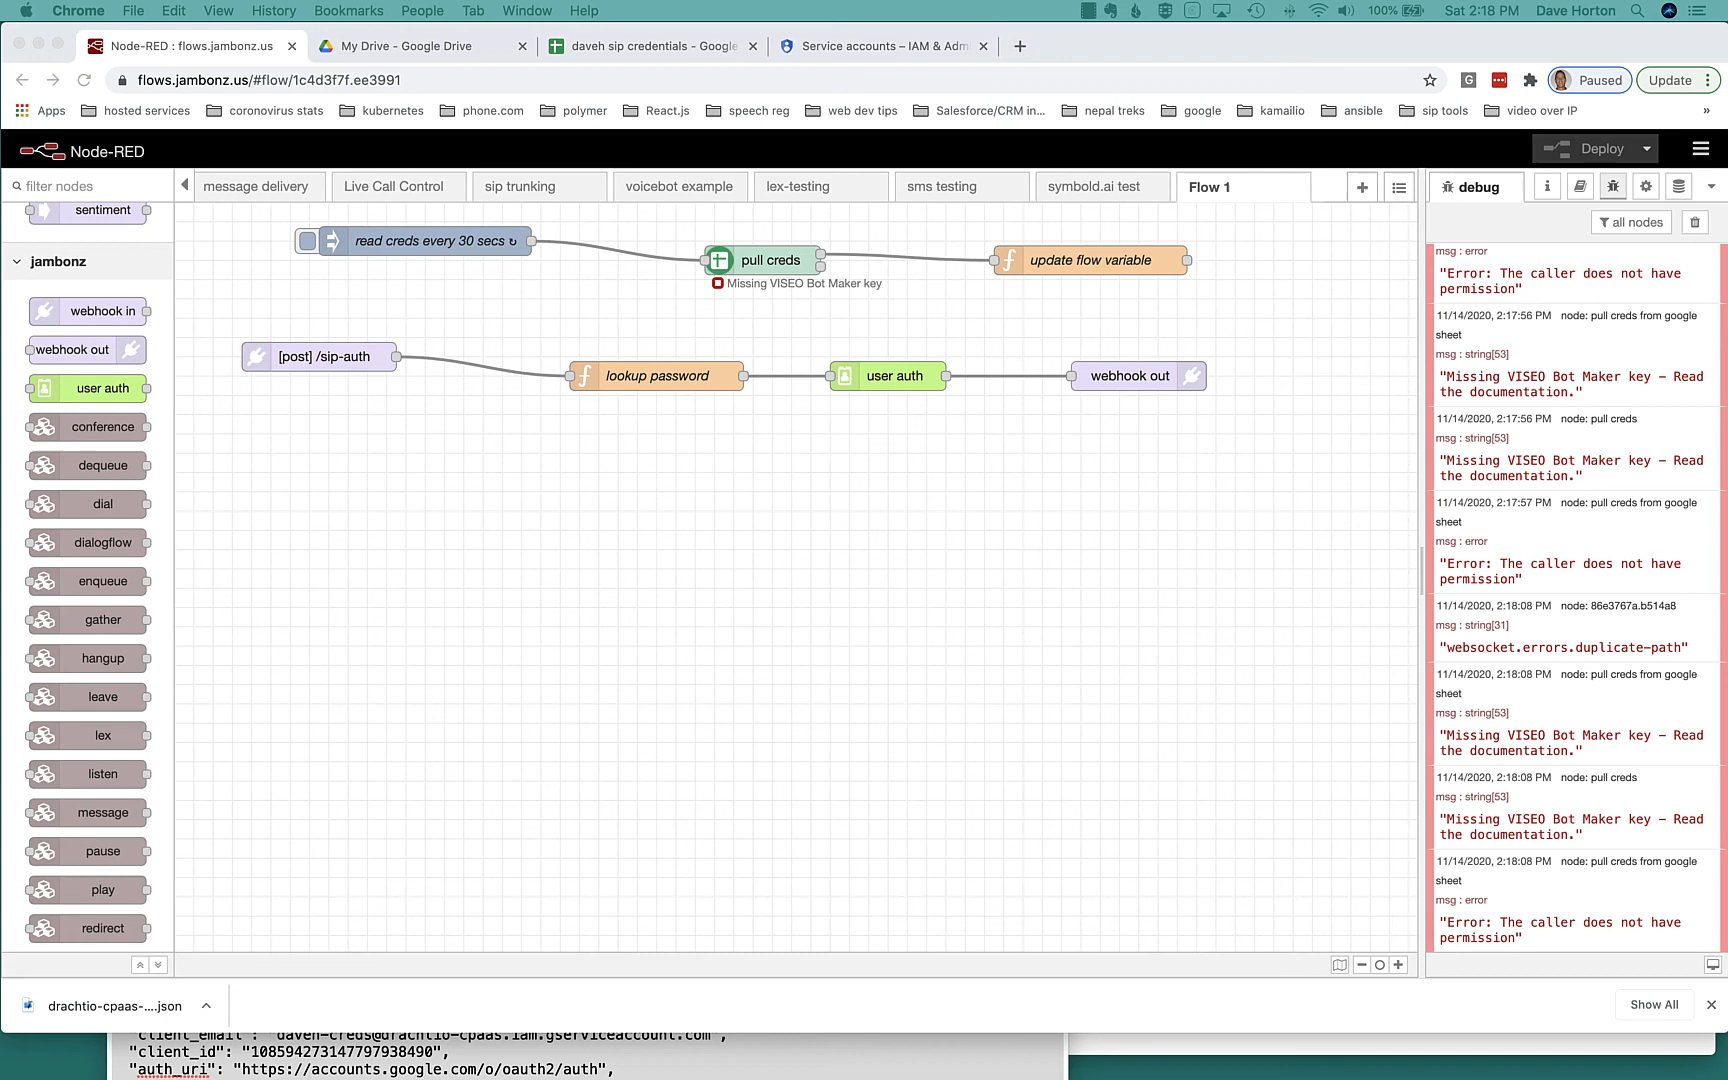 Chrome File Edit View History Bookmarks People Tab Window Help 100% Sat 2:18 PM Dave Horton
Node-RED : flows.jambonz.us
My Drive - Google Drive
daveh sip credentials - Google
Service accounts – IAM & Adm
flows.jambonz.us/#flow/1c4d3f7f.ee3991
Paused
Update
Apps hosted services coronovirus stats kubernetes phone.com polymer React.js speech reg web dev tips Salesforce/CRM in... nepal treks google kamailio ansible sip tools video over IP »
Node-RED
Deploy
filter nodes
message delivery
Live Call Control
sip trunking
voicebot example
lex-testing
sms testing
symbold.ai test
Flow 1
debug
all nodes
sentiment
jambonz
webhook in
webhook out
user auth
conference
dequeue
dial
dialogflow
enqueue
gather
hangup
leave
lex
listen
message
pause
play
redirect
read creds every 30 secs ↻
pull creds
Missing VISEO Bot Maker key
update flow variable
[post] /sip-auth
lookup password
user auth
webhook out
msg : error
"Error: The caller does not have
permission"
11/14/2020, 2:17:56 PM node: pull creds from google
sheet
msg : string[53]
"Missing VISEO Bot Maker key – Read
the documentation."
11/14/2020, 2:17:56 PM node: pull creds
msg : string[53]
"Missing VISEO Bot Maker key – Read
the documentation."
11/14/2020, 2:17:57 PM node: pull creds from google
sheet
msg : error
"Error: The caller does not have
permission"
11/14/2020, 2:18:08 PM node: 86e3767a.b514a8
msg : string[31]
"websocket.errors.duplicate-path"
11/14/2020, 2:18:08 PM node: pull creds from google
sheet
msg : string[53]
"Missing VISEO Bot Maker key – Read
the documentation."
11/14/2020, 2:18:08 PM node: pull creds
msg : string[53]
"Missing VISEO Bot Maker key – Read
the documentation."
11/14/2020, 2:18:08 PM node: pull creds from google
sheet
msg : error
"Error: The caller does not have
permission"
drachtio-cpaas-....json
Show All
"client_email": "daveh-creds@drachtio-cpaas.iam.gserviceaccount.com",
"client_id": "108594273147797938490",
"auth_uri": "https://accounts.google.com/o/oauth2/auth",